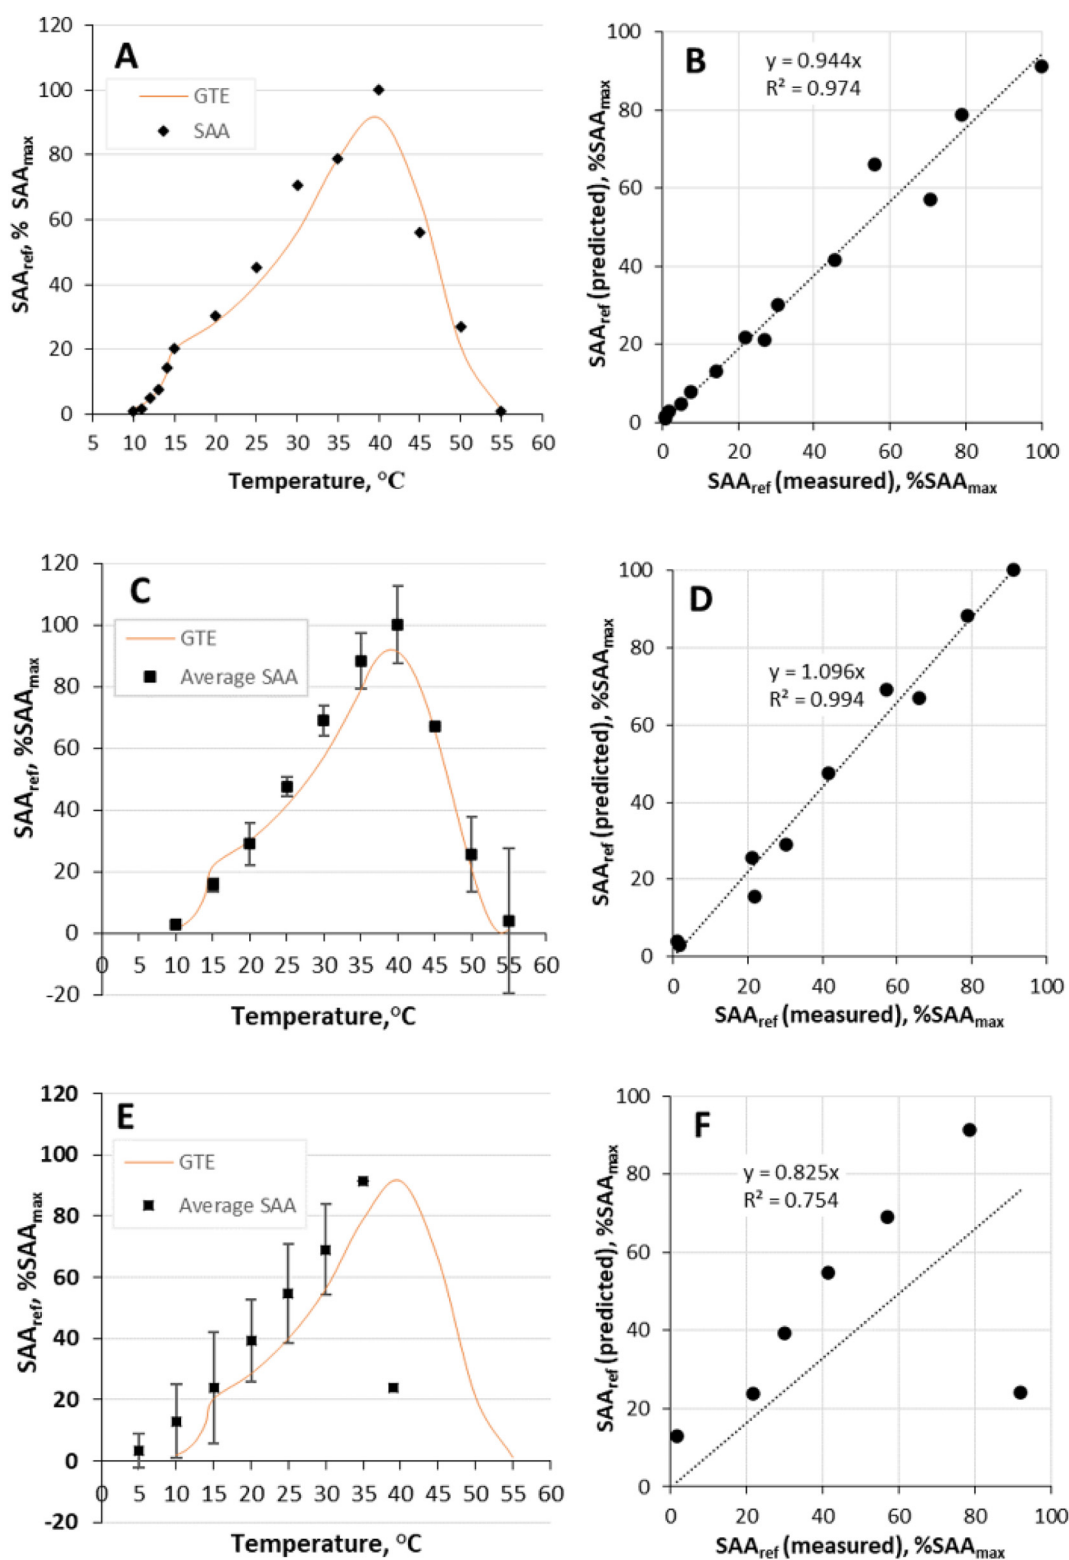 A
GTE
SAA
120
100
80
60
40
20
0
5 10 15 20 25 30 35 40 45 50 55 60
SAAref, % SAAmax
Temperature, °C
B
y = 0.944x
R² = 0.974
100
80
60
40
20
0
0 20 40 60 80 100
SAAref (predicted), %SAAmax
SAAref (measured), %SAAmax
C
GTE
Average SAA
120
100
80
60
40
20
0
-20
0 5 10 15 20 25 30 35 40 45 50 55 60
SAAref, %SAAmax
Temperature,°C
D
y = 1.096x
R² = 0.994
100
80
60
40
20
0
0 20 40 60 80 100
SAAref (predicted), %SAAmax
SAAref (measured), %SAAmax
E
GTE
Average SAA
120
100
80
60
40
20
0
-20
0 5 10 15 20 25 30 35 40 45 50 55 60
SAAref, %SAAmax
Temperature, °C
F
y = 0.825x
R² = 0.754
100
80
60
40
20
0
0 20 40 60 80 100
SAAref (predicted), %SAAmax
SAAref (measured), %SAAmax